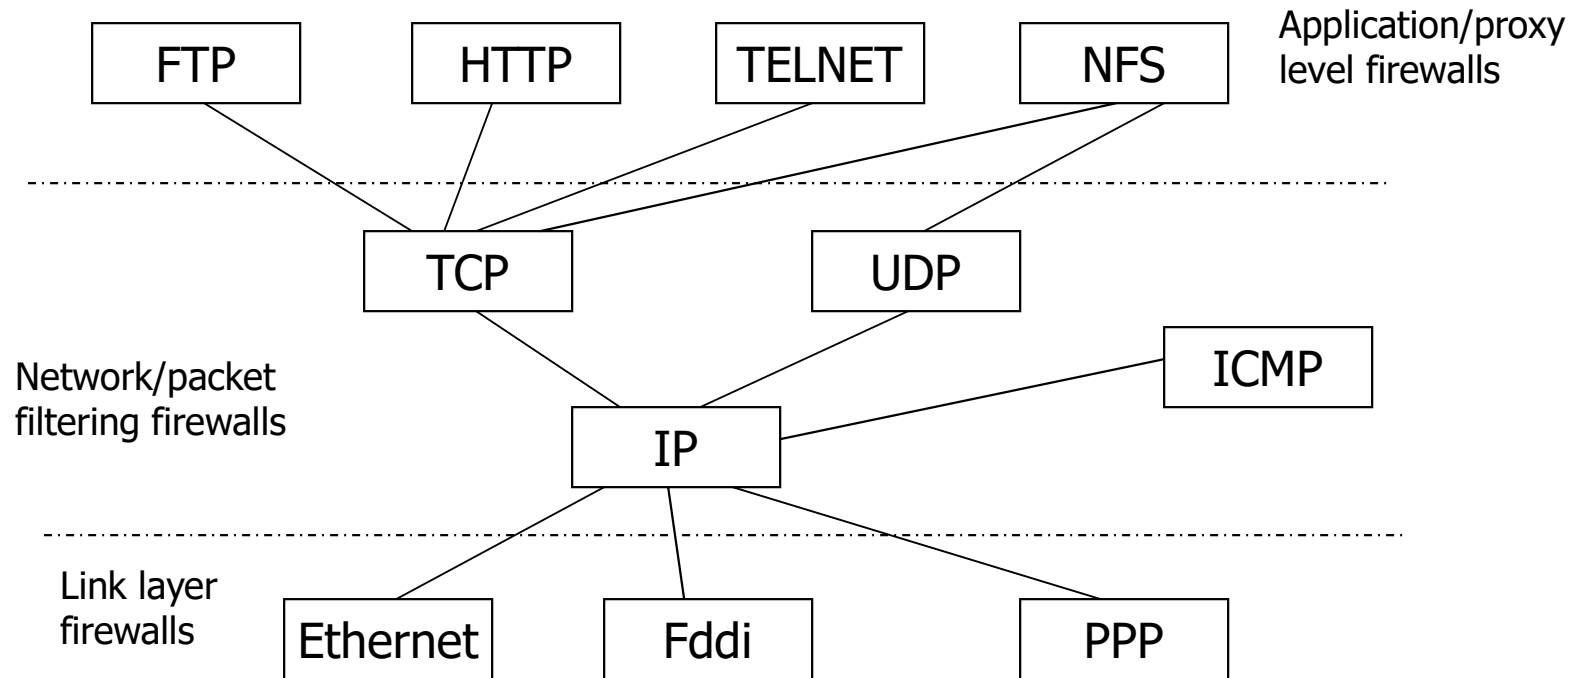 FTP
HTTP
TELNET
NFS
Application/proxy
level firewalls
TCP
UDP
Network/packet
filtering firewalls
ICMP
IP
Link layer
firewalls
Ethernet
Fddi
PPP